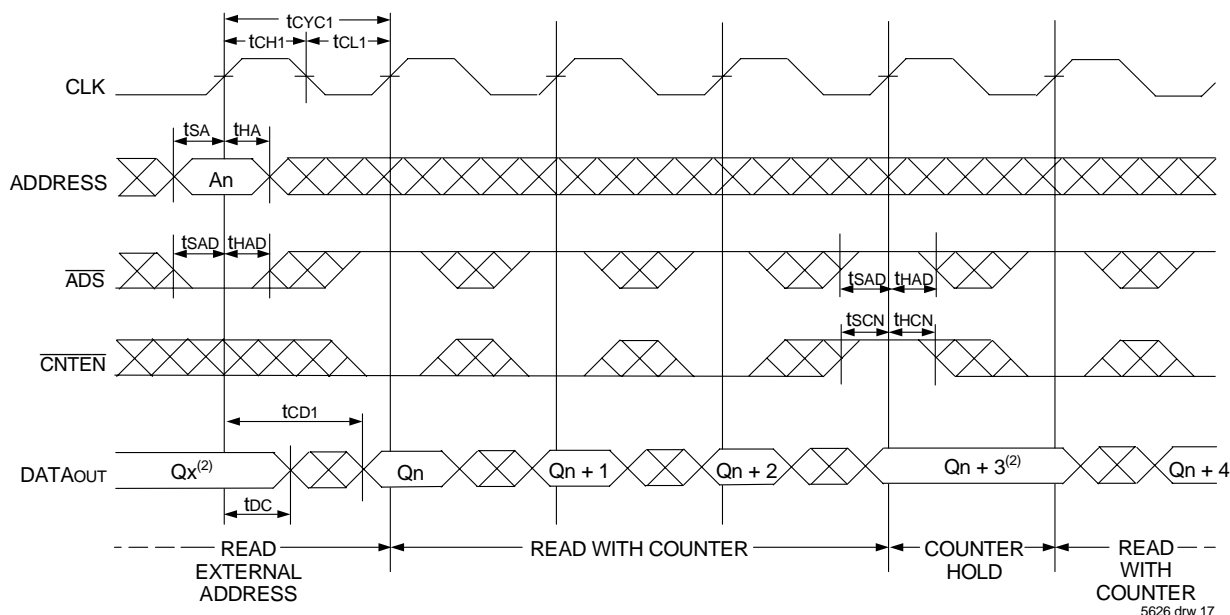 tCYC1
tCH1 tCL1
CLK
tSA tHA
ADDRESS An
tSAD tHAD
ADS
tSAD tHAD
tSCN tHCN
CNTEN
tCD1
DATAOUT Qx(2) Qn Qn + 1 Qn + 2 Qn + 3(2) Qn + 4
tDC
READ EXTERNAL ADDRESS
READ WITH COUNTER
COUNTER HOLD
READ WITH COUNTER
5626 drw 17